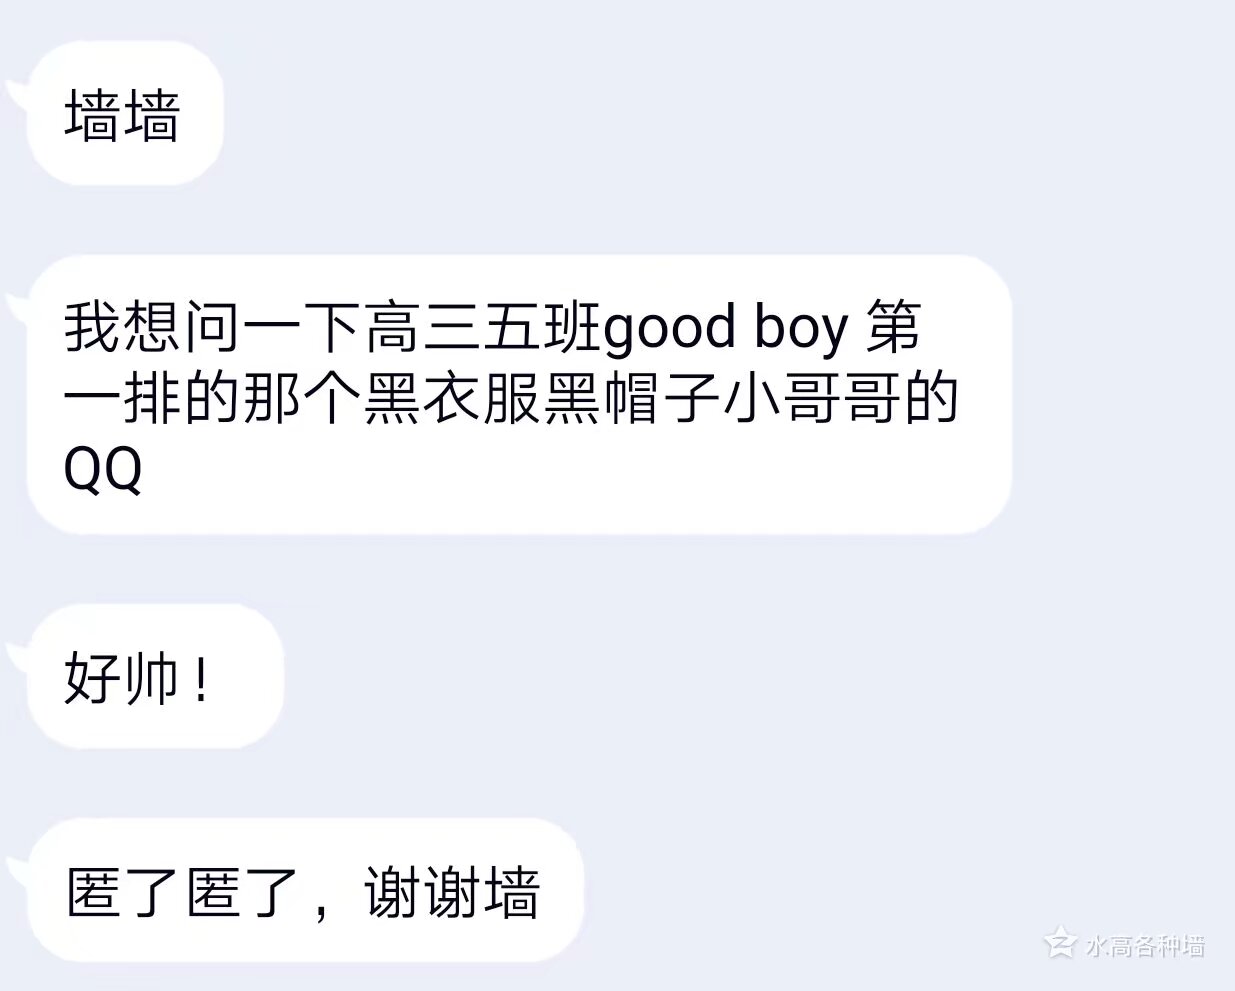 墙墙
我想问一下高三五班good boy 第
一排的那个黑衣服黑帽子小哥哥的
QQ
好帅！
匿了匿了，谢谢墙
水高各种墙